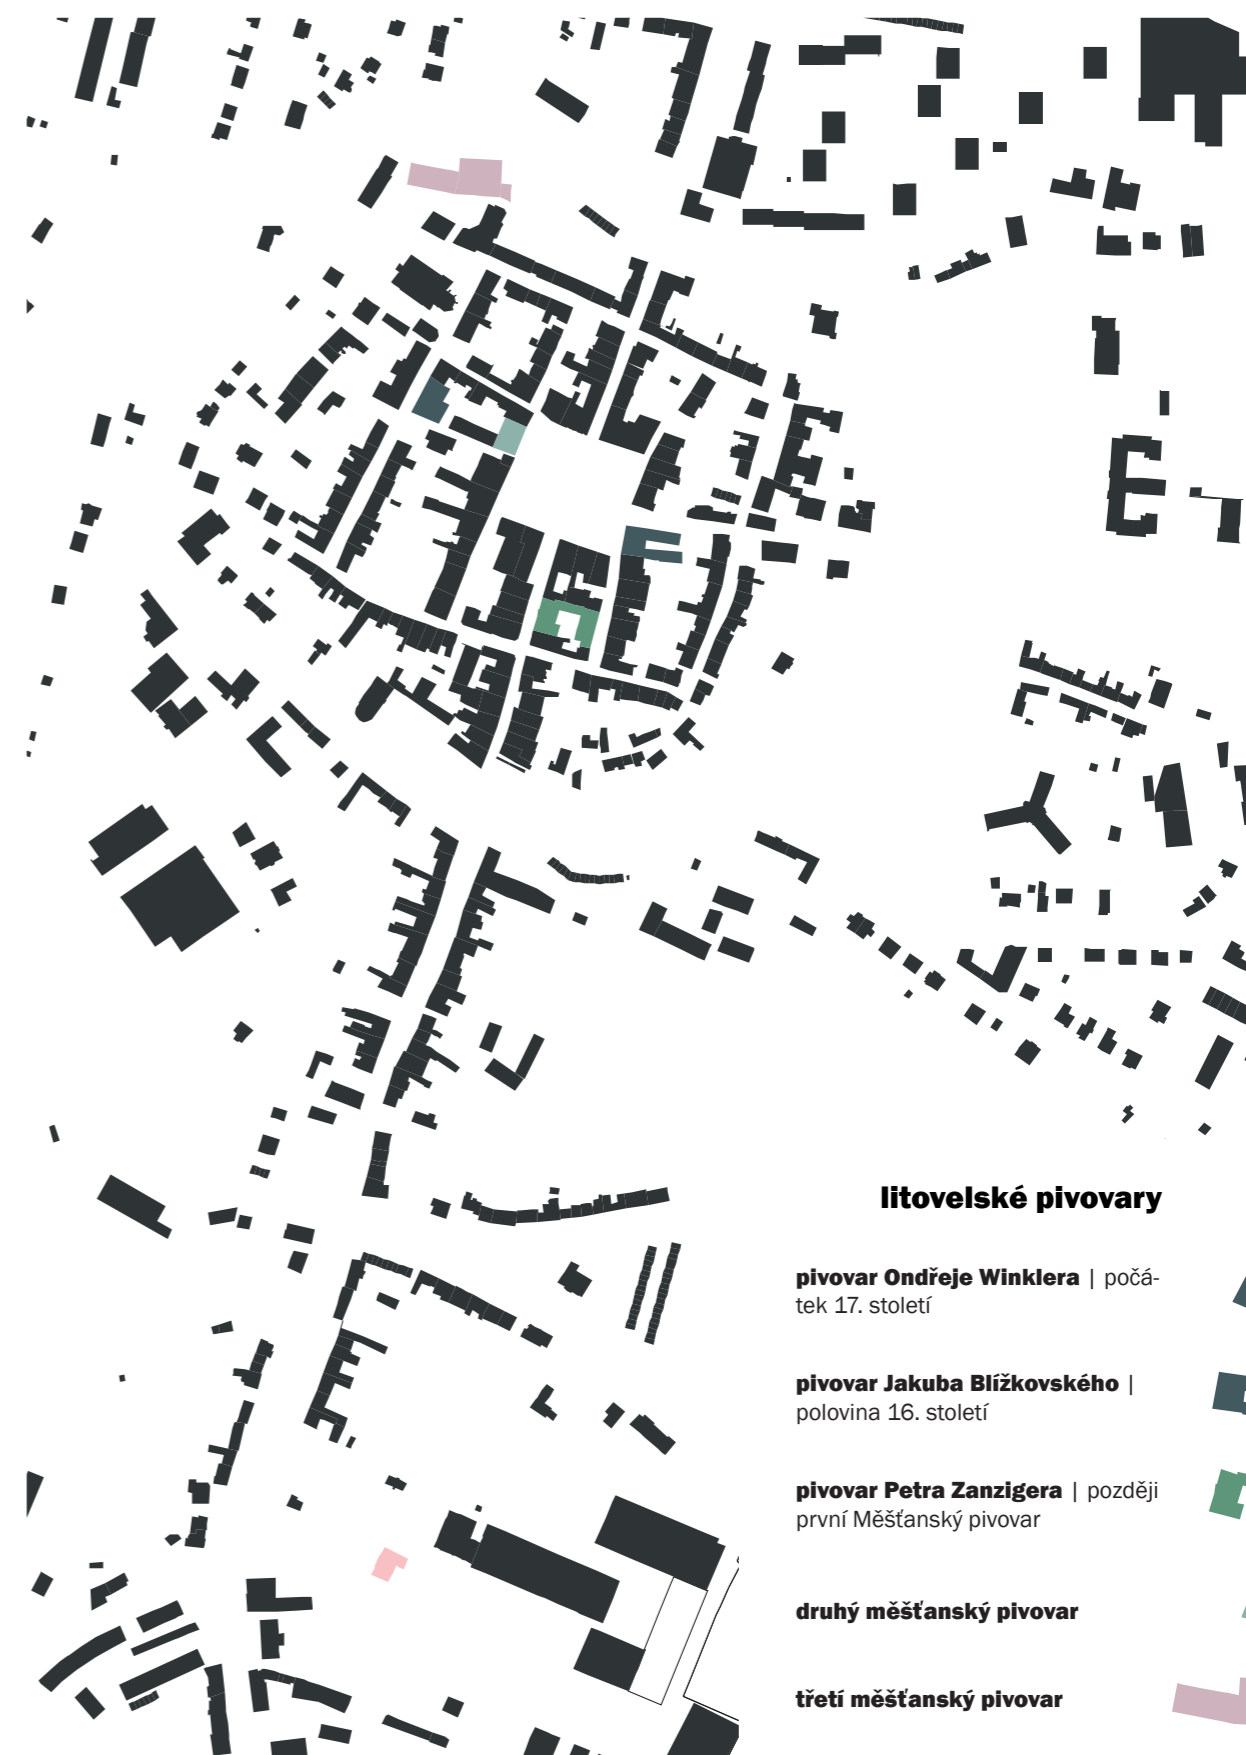 litovelské pivovary
pivovar Ondřeje Winklera | počá-
tek 17. století
pivovar Jakuba Blížkovského |
polovina 16. století
pivovar Petra Zanzigera | později
první Měšťanský pivovar
druhý měšťanský pivovar
třetí měšťanský pivovar